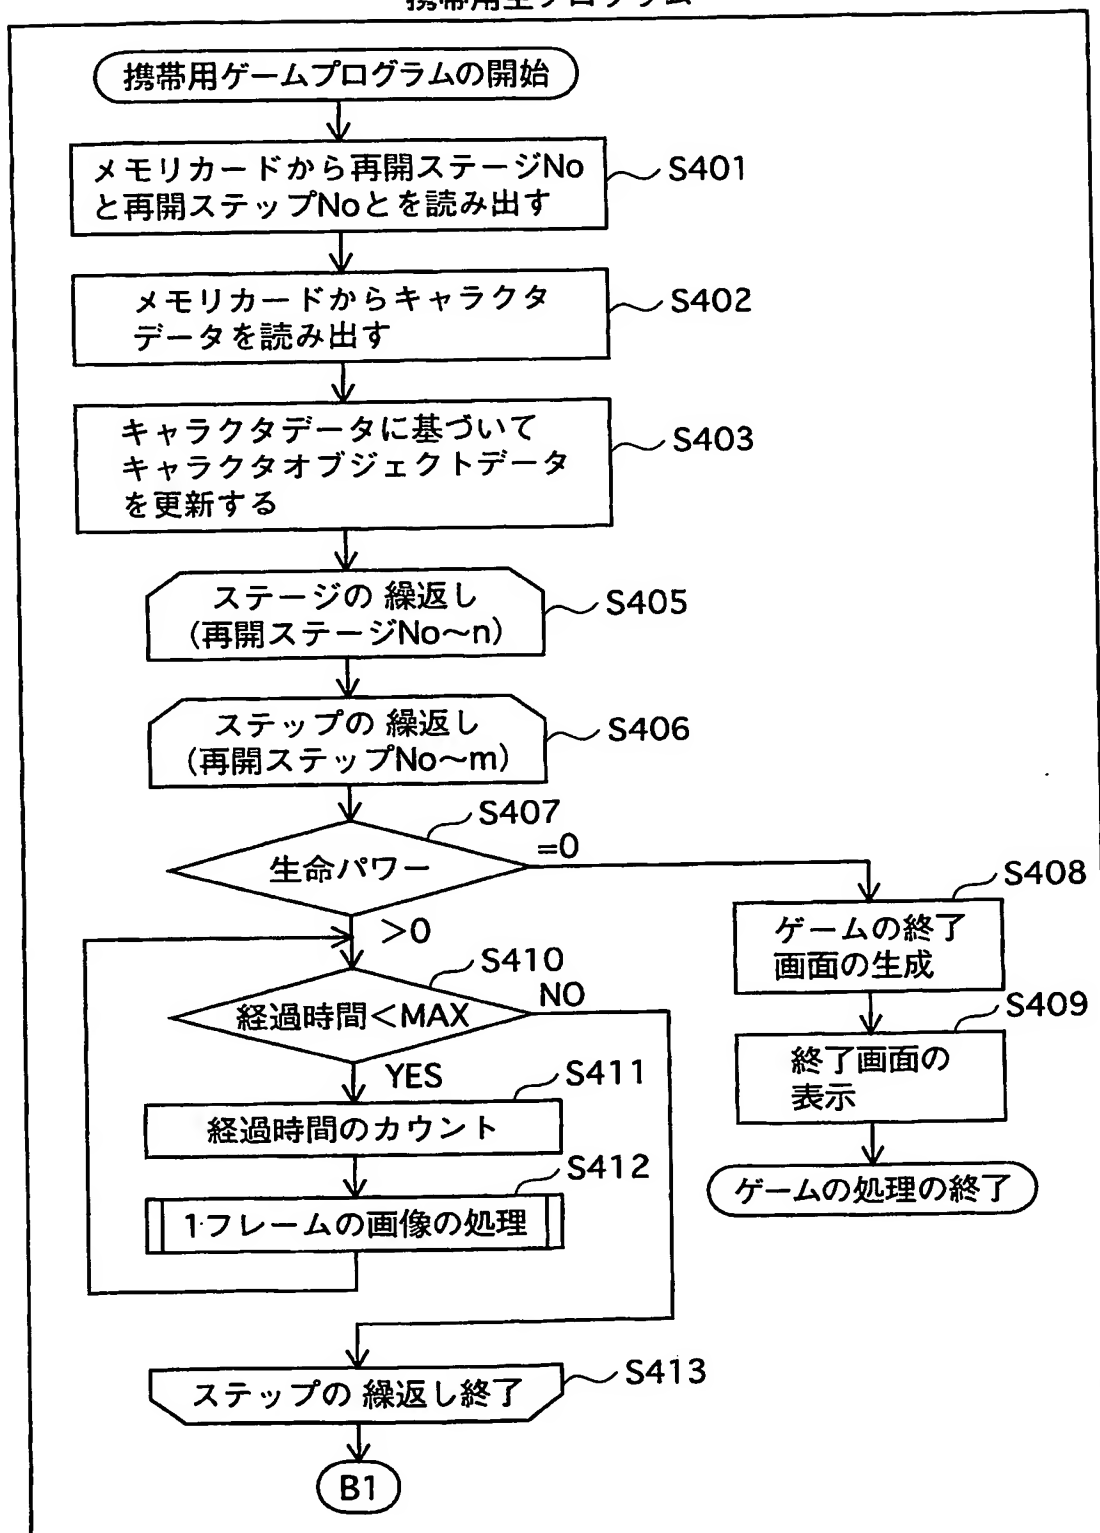 携帯用ゲームプログラムの開始
メモリカードから再開ステージNo
と再開ステップNoとを読み出す
S401
メモリカードからキャラクタ
データを読み出す
S402
キャラクタデータに基づいて
キャラクタオブジェクトデータ
を更新する
S403
ステージの 繰返し
(再開ステージNo〜n)
S405
ステップの 繰返し
(再開ステップNo〜m)
S406
S407
生命パワー
=0
>0
S408
ゲームの終了
画面の生成
S409
終了画面の
表示
ゲームの処理の終了
S410
経過時間<MAX
NO
YES
S411
経過時間のカウント
S412
1フレームの画像の処理
ステップの 繰返し終了
S413
B1